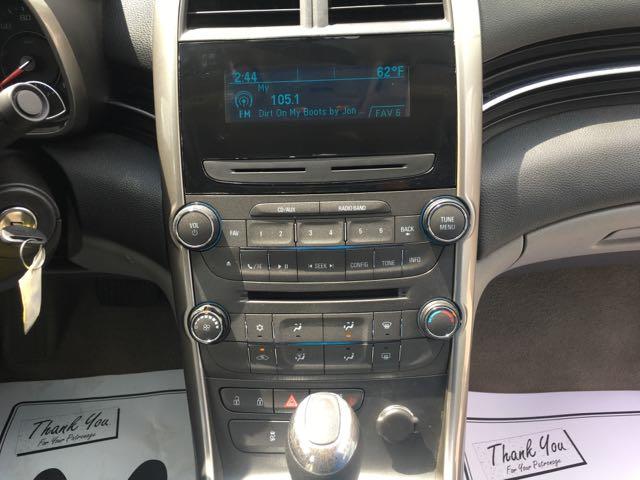 2:44 62°F
My
105.1
FM Dirt On My Boots by Jon FAV 6
CD/AUX RADIO BAND
VOL TUNE MENU
FAV 1 2 3 4 5 6 BACK
SEEK CONFIG TONE INFO
THANK YOU
For Your Patronage
THANK YOU
For Your Patronage